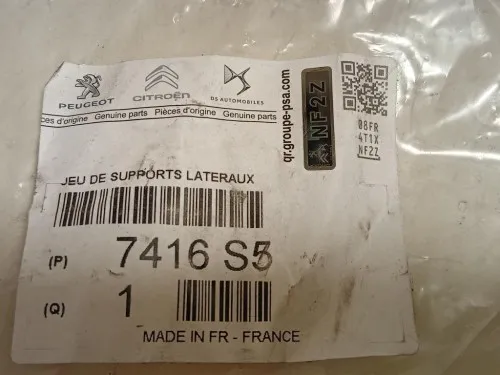 PEUGEOT CITROËN DS AUTOMOBILES
ces d'origine Genuine parts Pièces d'origine Genuine parts
qr.groupe-psa.com
NF2Z
08FR
4T1X
NF2Z
JEU DE SUPPORTS LATERAUX
(P) 7416 S5
(Q) 1
MADE IN FR - FRANCE